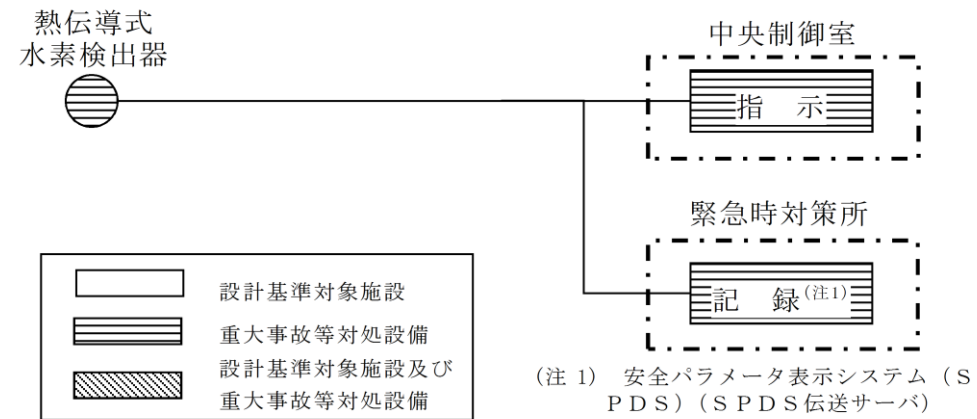 熱伝導式
水素検出器
中央制御室
指 示
緊急時対策所
記 録(注1)
設計基準対象施設
重大事故等対処設備
設計基準対象施設及び
重大事故等対処設備
(注 1) 安全パラメータ表示システム（S
PDS）（SPDS伝送サーバ）